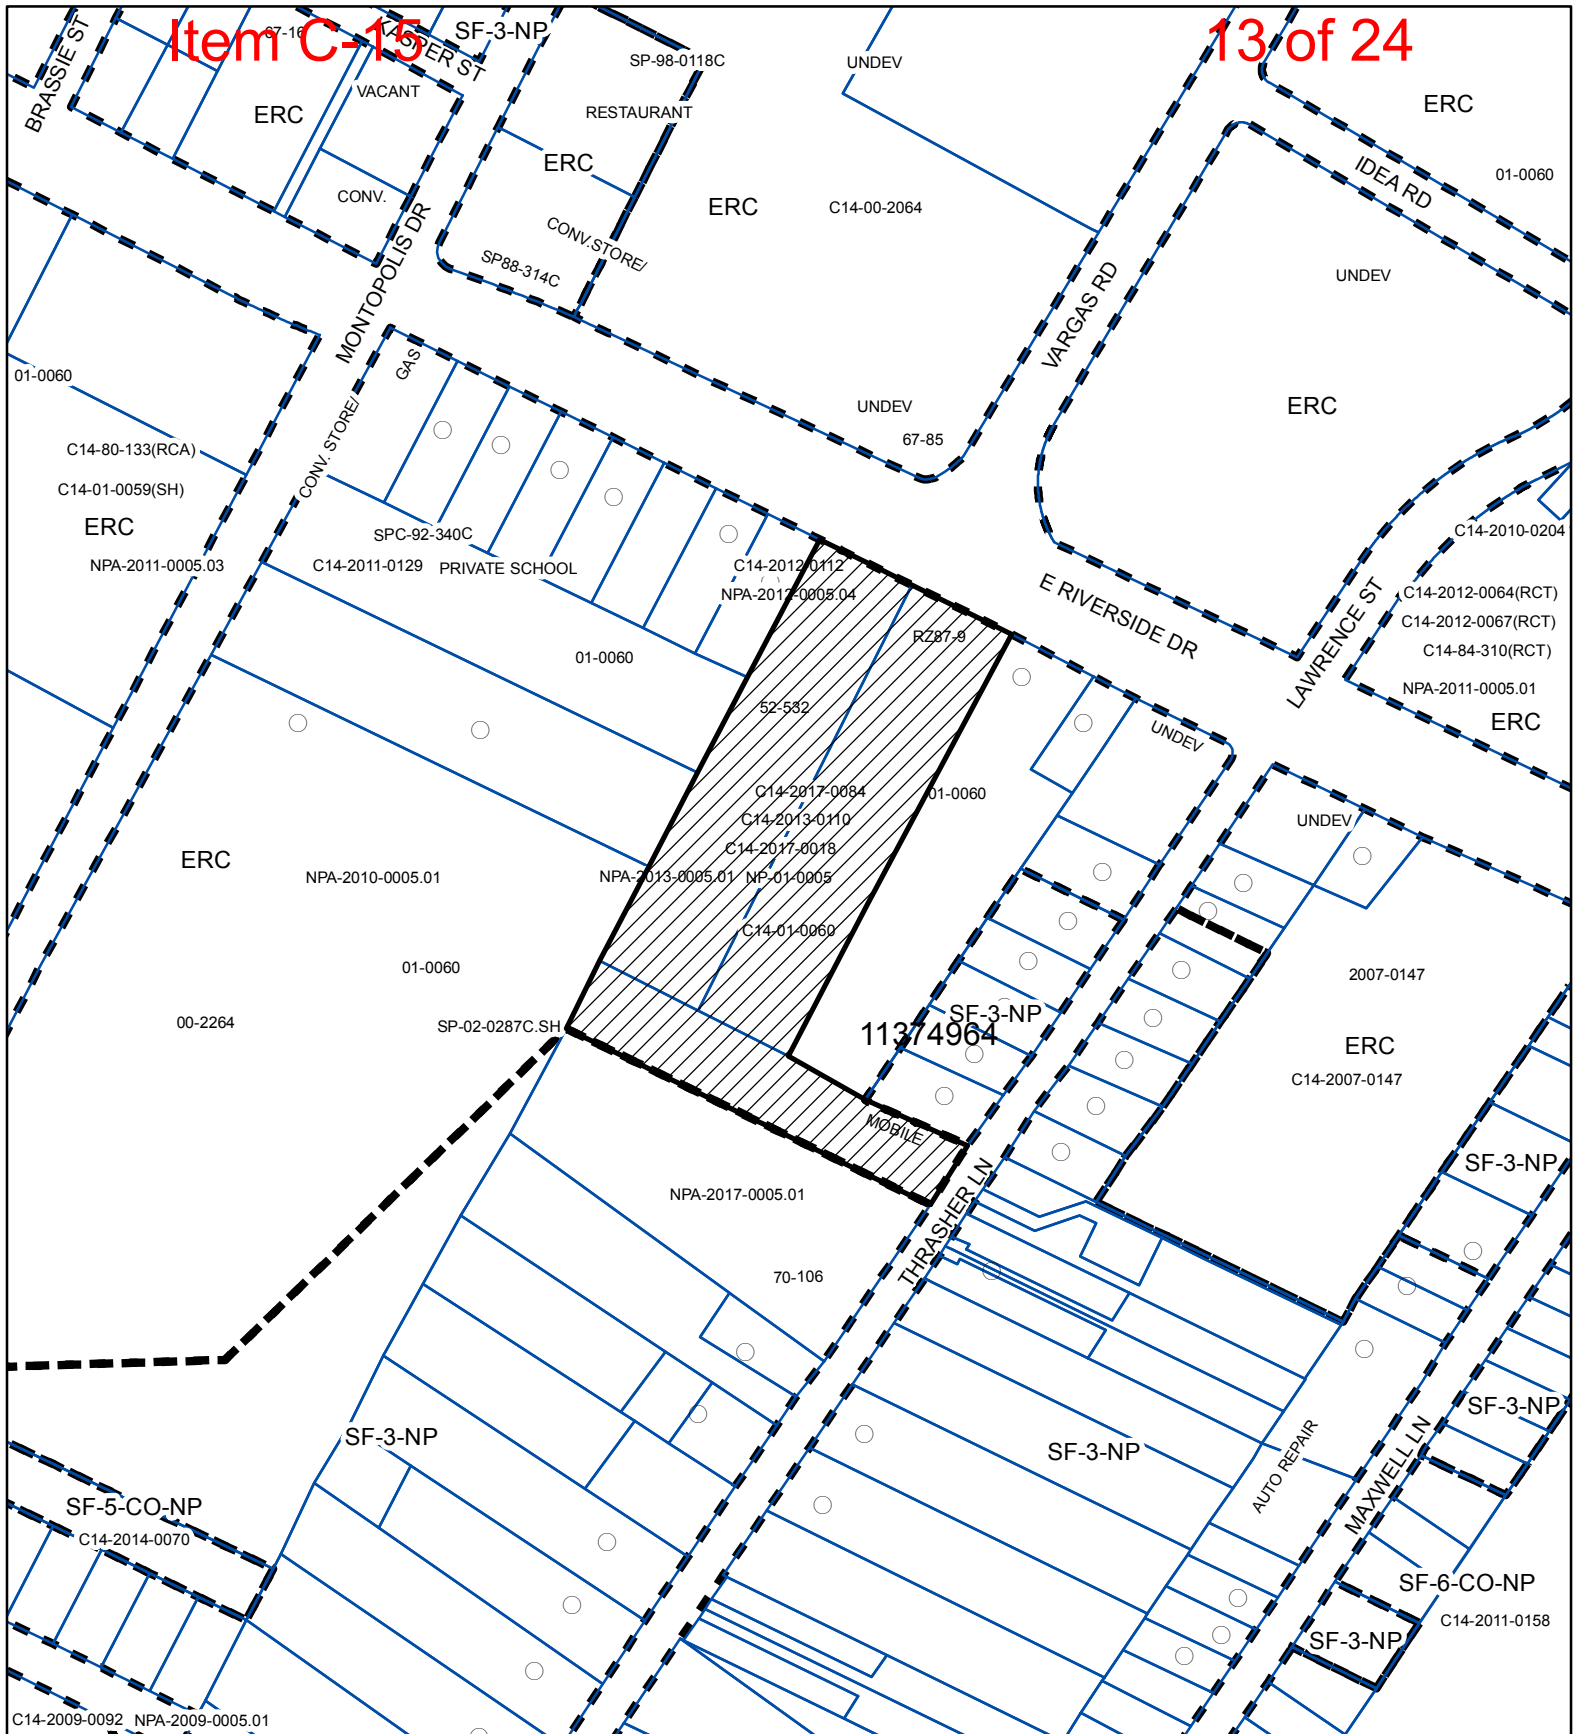 Item C-15
13 of 24
BRASSIE ST
67-16
KASPER ST
SF-3-NP
SP-98-0118C
UNDEV
ERC
VACANT
ERC
RESTAURANT
ERC
IDEA RD
01-0060
CONV.
ERC
C14-00-2064
MONTOPOLIS DR
CONV.STORE/
SP88-314C
UNDEV
VARGAS RD
GAS
01-0060
UNDEV
ERC
67-85
CONV. STORE/
C14-80-133(RCA)
C14-01-0059(SH)
ERC
NPA-2011-0005.03
SPC-92-340C
C14-2011-0129
PRIVATE SCHOOL
C14-2012-0112
NPA-2012-0005.04
C14-2010-0204
E RIVERSIDE DR
LAWRENCE ST
C14-2012-0064(RCT)
C14-2012-0067(RCT)
C14-84-310(RCT)
NPA-2011-0005.01
ERC
RZ87-9
01-0060
52-532
UNDEV
C14-2017-0084
01-0060
C14-2013-0110
UNDEV
C14-2017-0018
ERC
NPA-2010-0005.01
NPA-2013-0005.01
NP-01-0005
C14-01-0060
01-0060
2007-0147
00-2264
SP-02-0287C.SH
SF-3-NP
11374964
ERC
C14-2007-0147
MOBILE
SF-3-NP
NPA-2017-0005.01
THRASHER LN
70-106
SF-3-NP
SF-3-NP
SF-3-NP
AUTO REPAIR
MAXWELL LN
SF-5-CO-NP
C14-2014-0070
SF-6-CO-NP
C14-2011-0158
SF-3-NP
C14-2009-0092
NPA-2009-0005.01